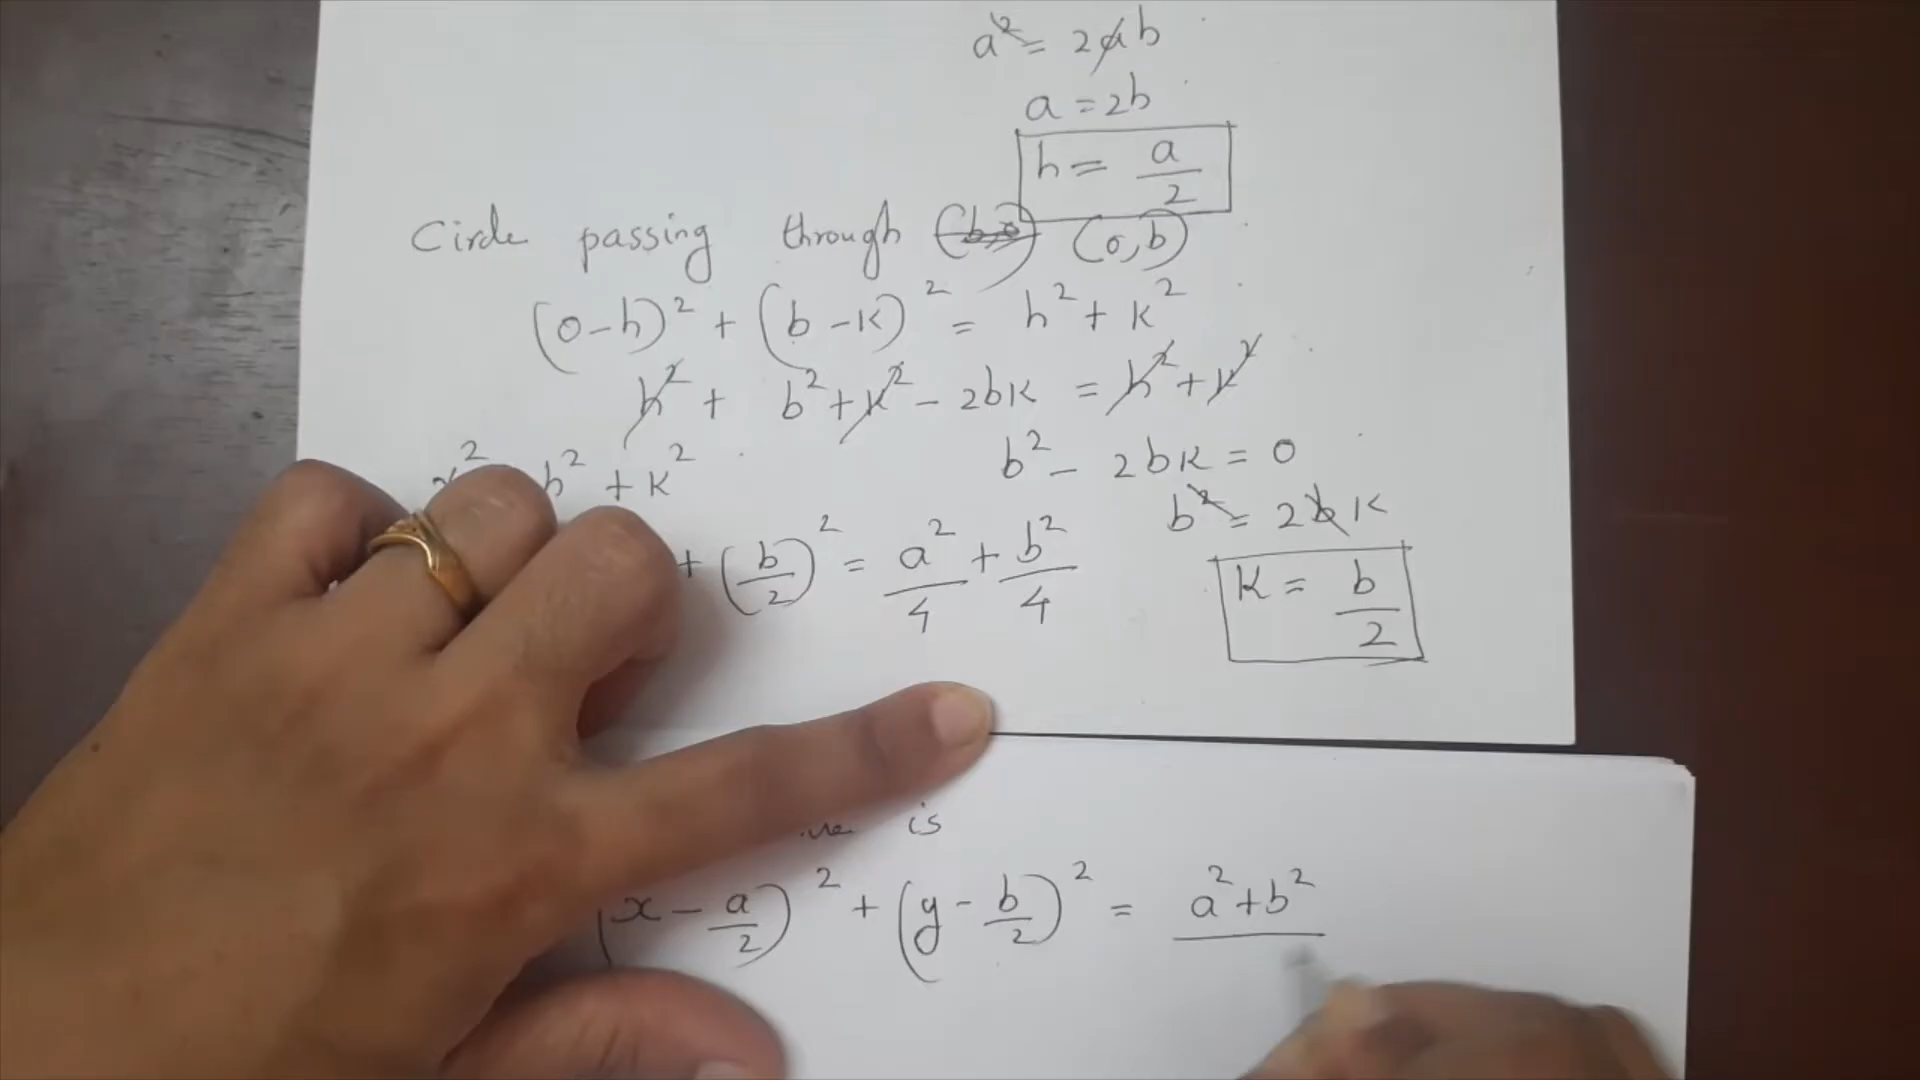 a² = 2ab
a = 2b
h = a/2
Circle passing through (b,0) (0,b)
(0-h)² + (b-k)² = h² + k²
h² + b² + k² - 2bk = h² + k²
b² - 2bk = 0
h² + k²
b² = 2bk
+ (b/2)² = a²/4 + b²/4
k = b/2
is
(x - a/2)² + (y - b/2)² = a²+b²